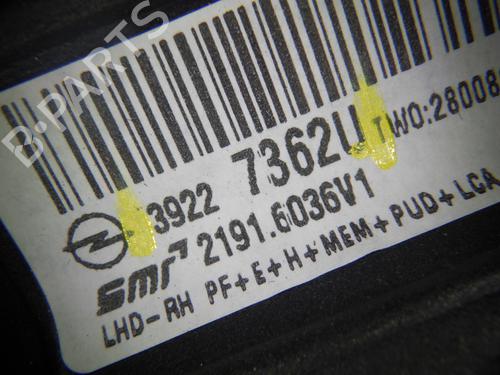 B-PARTS
3922 7362U TWO:28008
smr 2191.6036V1
LHD-RH PF+E+H+MEM+PUD+LCA